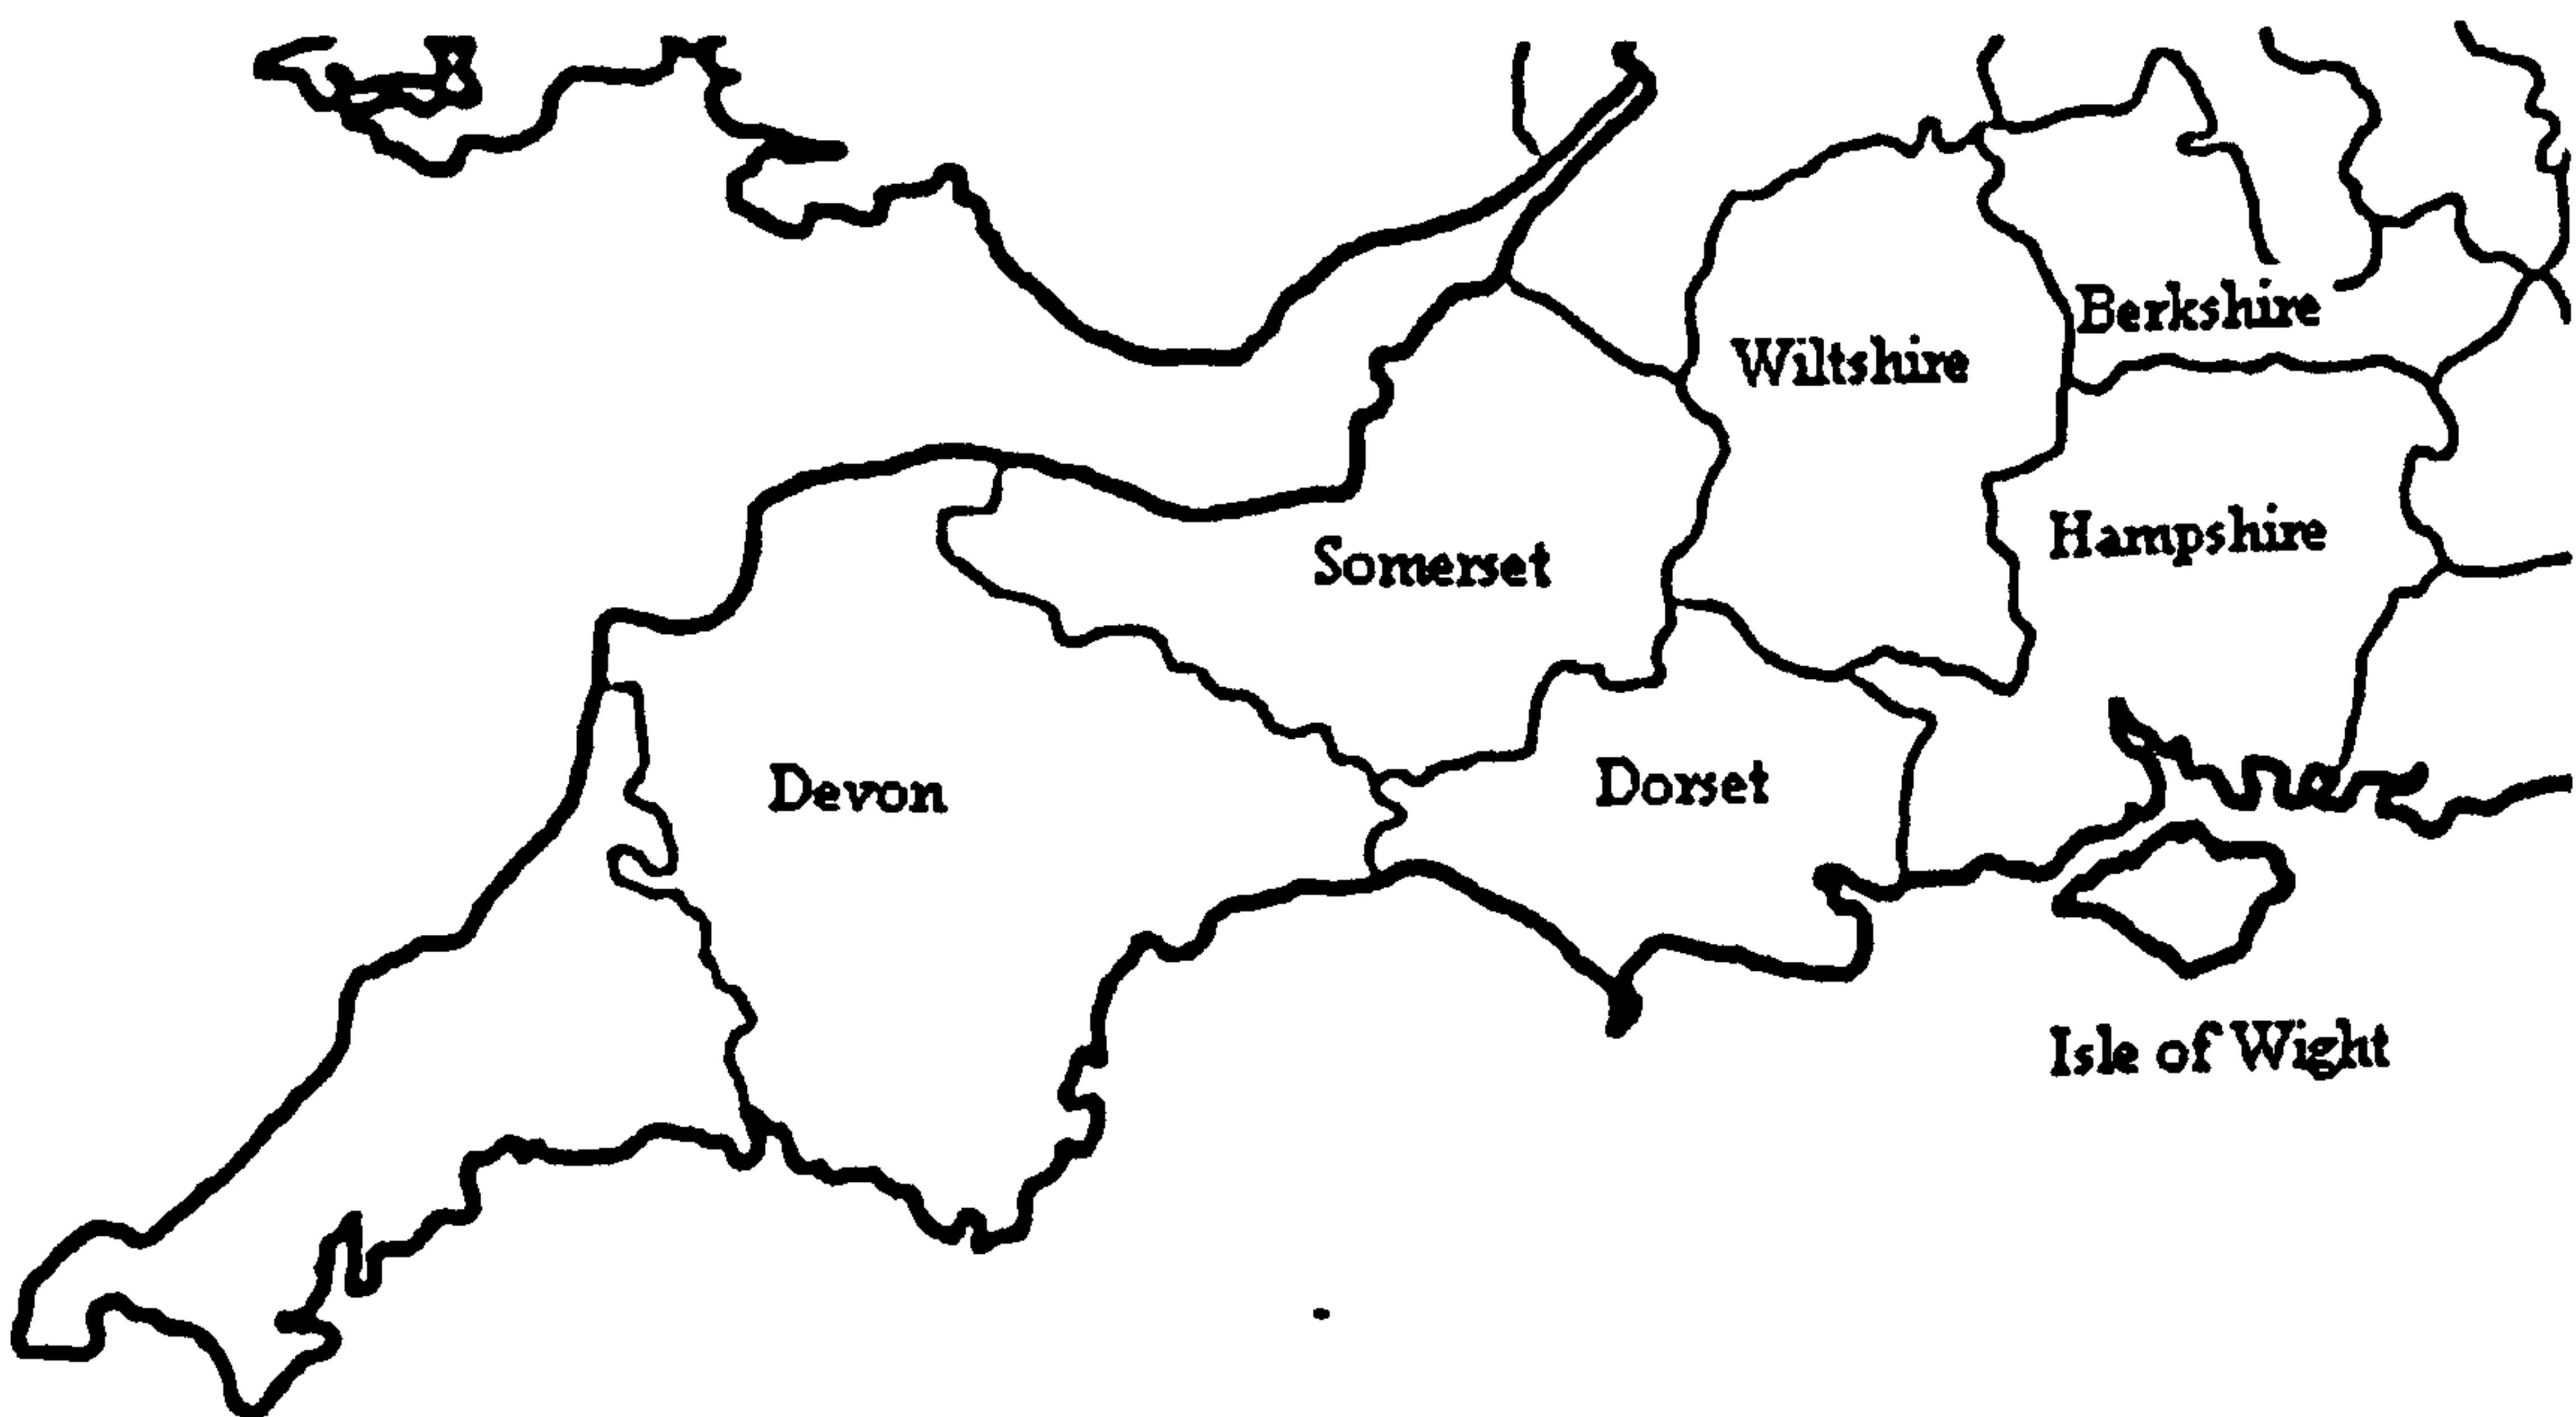 Berkshire
Wiltshire
Hampshire
Somerset
Devon
Dorset
Isle of Wight